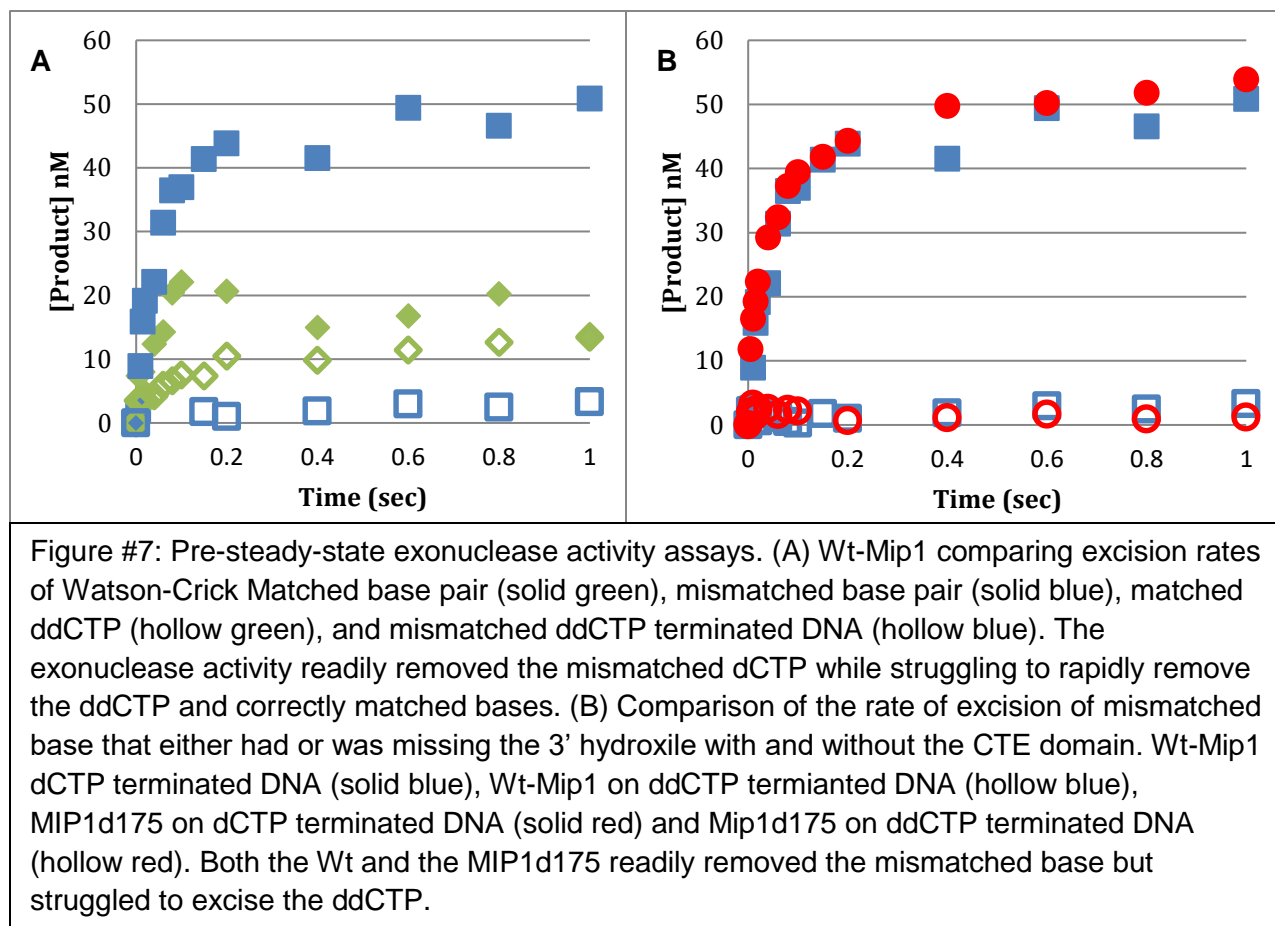 A
B
60
50
40
30
20
10
0
[Product] nM
0
0.2
0.4
0.6
0.8
1
Time (sec)
60
50
40
30
20
10
0
[Product] nM
0
0.2
0.4
0.6
0.8
1
Time (sec)
Figure #7: Pre-steady-state exonuclease activity assays. (A) Wt-Mip1 comparing excision rates
of Watson-Crick Matched base pair (solid green), mismatched base pair (solid blue), matched
ddCTP (hollow green), and mismatched ddCTP terminated DNA (hollow blue). The
exonuclease activity readily removed the mismatched dCTP while struggling to rapidly remove
the ddCTP and correctly matched bases. (B) Comparison of the rate of excision of mismatched
base that either had or was missing the 3' hydroxile with and without the CTE domain. Wt-Mip1
dCTP terminated DNA (solid blue), Wt-Mip1 on ddCTP termianted DNA (hollow blue),
MIP1d175 on dCTP terminated DNA (solid red) and Mip1d175 on ddCTP terminated DNA
(hollow red). Both the Wt and the MIP1d175 readily removed the mismatched base but
struggled to excise the ddCTP.